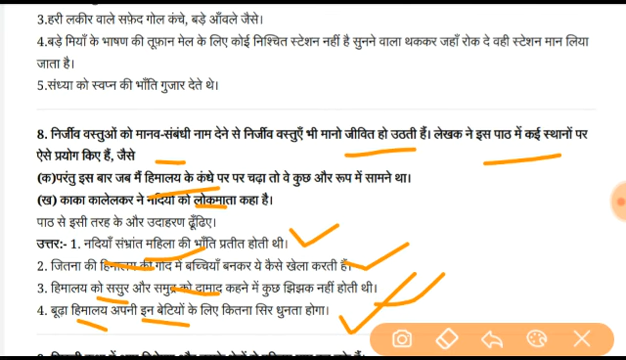 3.हरी लकीर वाले सफ़ेद गोल कंचे, बड़े आँवले जैसे।
4.बड़े मियाँ के भाषण की तूफ़ान मेल के लिए कोई निश्चित स्टेशन नहीं है सुनने वाला थककर जहाँ रोक दे वही स्टेशन मान लिया
जाता है।
5.संध्या को स्वप्न की भाँति गुजार देते थे।
8. निर्जीव वस्तुओं को मानव-संबंधी नाम देने से निर्जीव वस्तुएँ भी मानो जीवित हो उठती हैं। लेखक ने इस पाठ में कई स्थानों पर
ऐसे प्रयोग किए हैं, जैसे
(क)परंतु इस बार जब मैं हिमालय के कंधे पर पर चढ़ा तो वे कुछ और रूप में सामने था।
(ख) काका कालेलकर ने नदियों को लोकमाता कहा है।
पाठ से इसी तरह के और उदाहरण ढूँढिए।
उत्तर:- 1. नदियाँ संभ्रांत महिला की भाँति प्रतीत होती थी।
2. जितना की हिमालय की गोद में बच्चियाँ बनकर ये कैसे खेला करती हैं।
3. हिमालय को ससुर और समुद्र को दामाद कहने में कुछ झिझक नहीं होती थी।
4. बूढ़ा हिमालय अपनी इन बेटियों के लिए कितना सिर धुनता होगा।